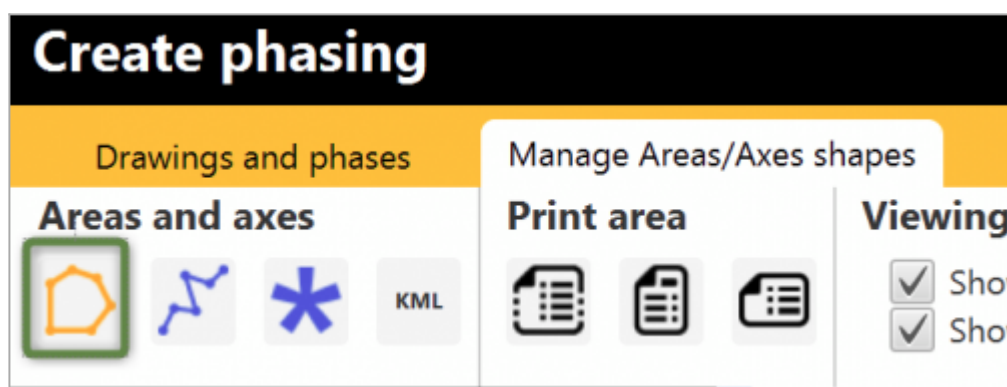 Create phasing
Drawings and phases
Manage Areas/Axes shapes
Areas and axes
Print area
Viewing
KML